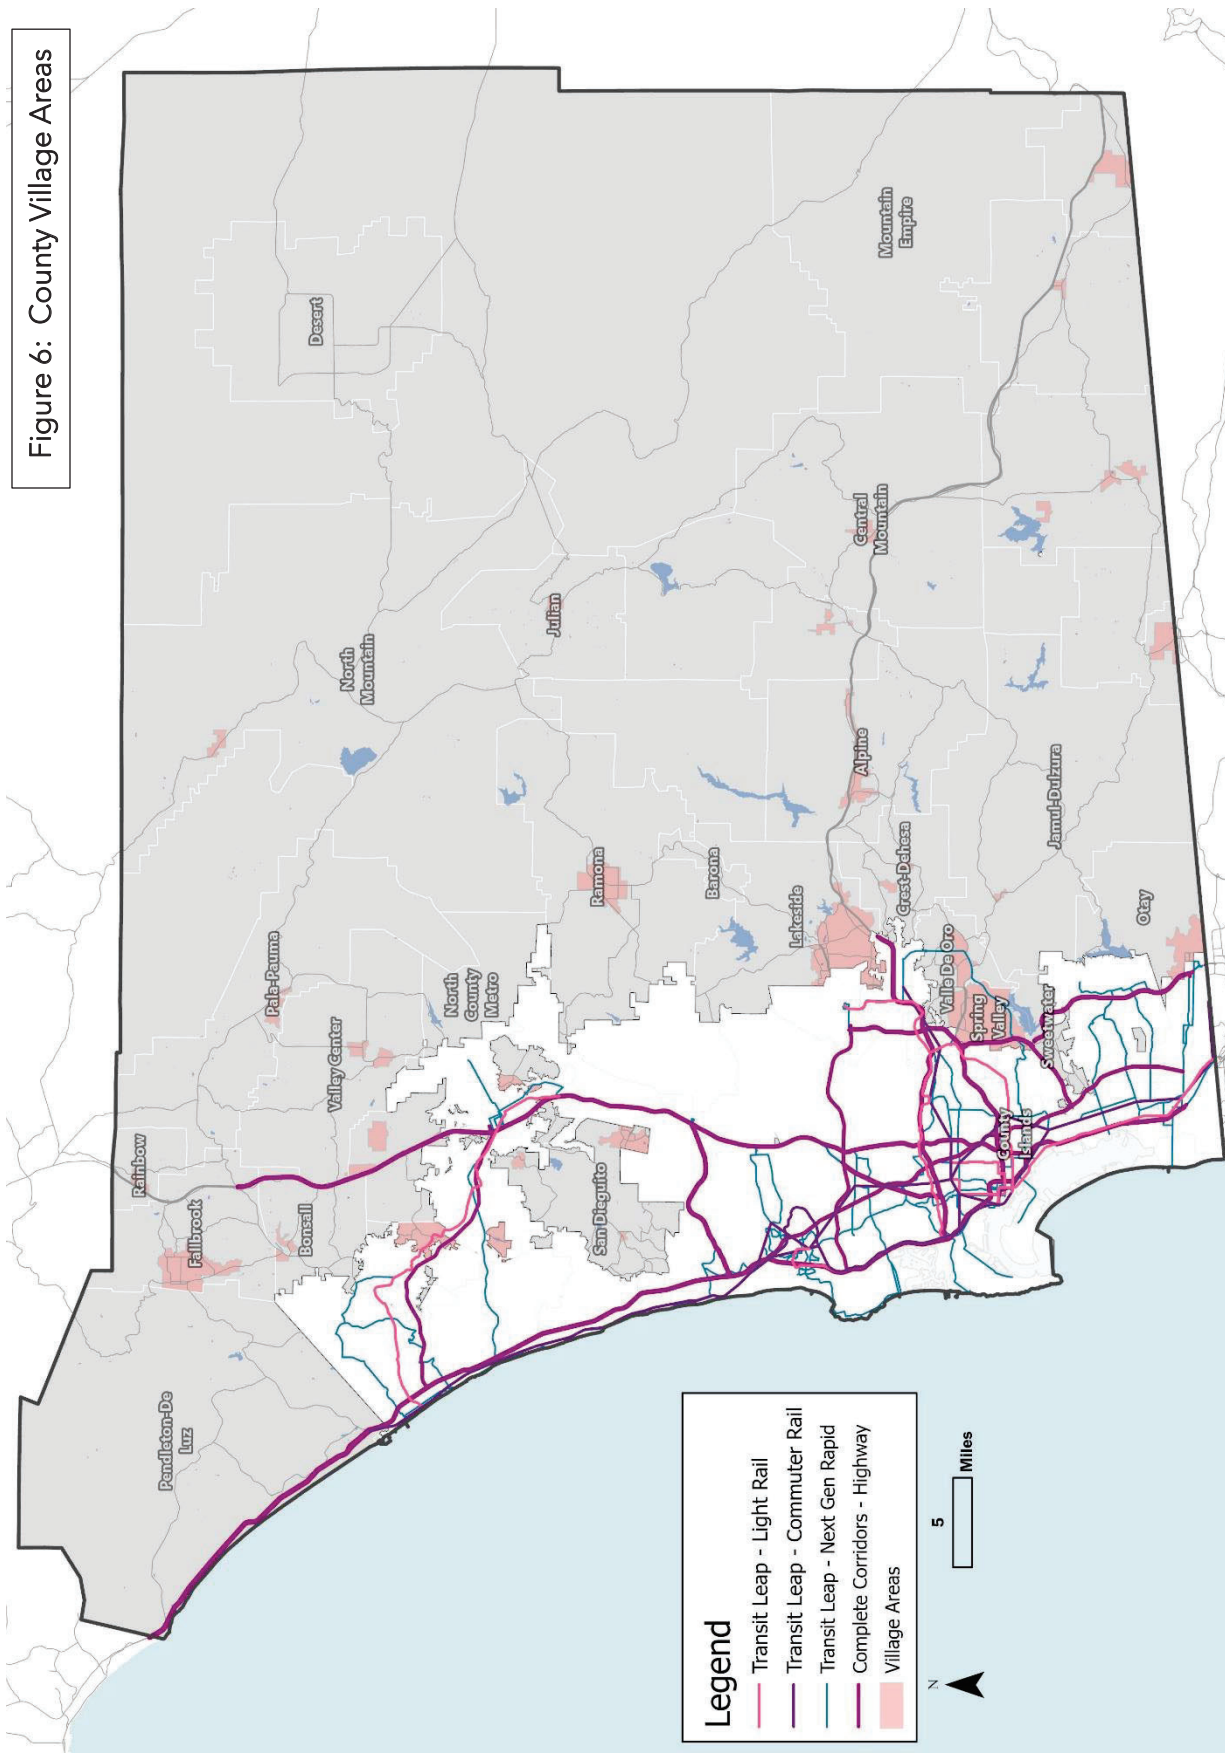 Figure 6: County Village Areas
Pendleton-De
Luz
Fallbrook
Rainbow
Bonsall
Pala-Pauma
Valley Center
North
County
Metro
San Dieguito
North
Mountain
Desert
Julian
Ramona
Barona
Lakeside
Alpine
Central
Mountain
Mountain
Empire
Crest-Dehesa
Valle De Oro
Spring
Valley
Sweetwater
County
Islands
Jamul-Dulzura
Otay
Legend
Transit Leap - Light Rail
Transit Leap - Commuter Rail
Transit Leap - Next Gen Rapid
Complete Corridors - Highway
Village Areas
N
5
Miles